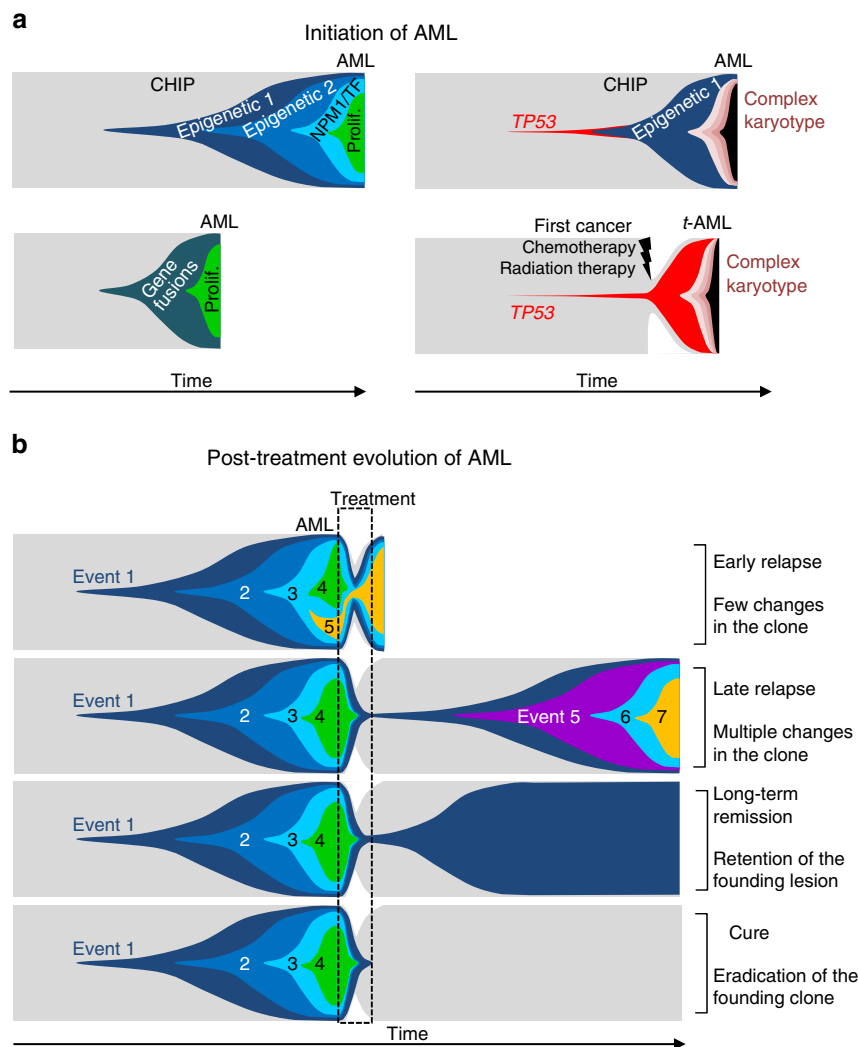 a
Initiation of AML
AML
CHIP
Epigenetic 1
Epigenetic 2
NPM1/TF
Prolif.
AML
CHIP
TP53
Epigenetic 1
Complex
karyotype
AML
Gene
fusions
Prolif.
First cancer
Chemotherapy
Radiation therapy
t-AML
TP53
Complex
karyotype
Time
Time
b
Post-treatment evolution of AML
Treatment
AML
Event 1
2
3
4
5
Early relapse
Few changes
in the clone
Event 1
2
3
4
Event 5
6
7
Late relapse
Multiple changes
in the clone
Event 1
2
3
4
Long-term
remission
Retention of the
founding lesion
Event 1
2
3
4
Cure
Eradication of the
founding clone
Time